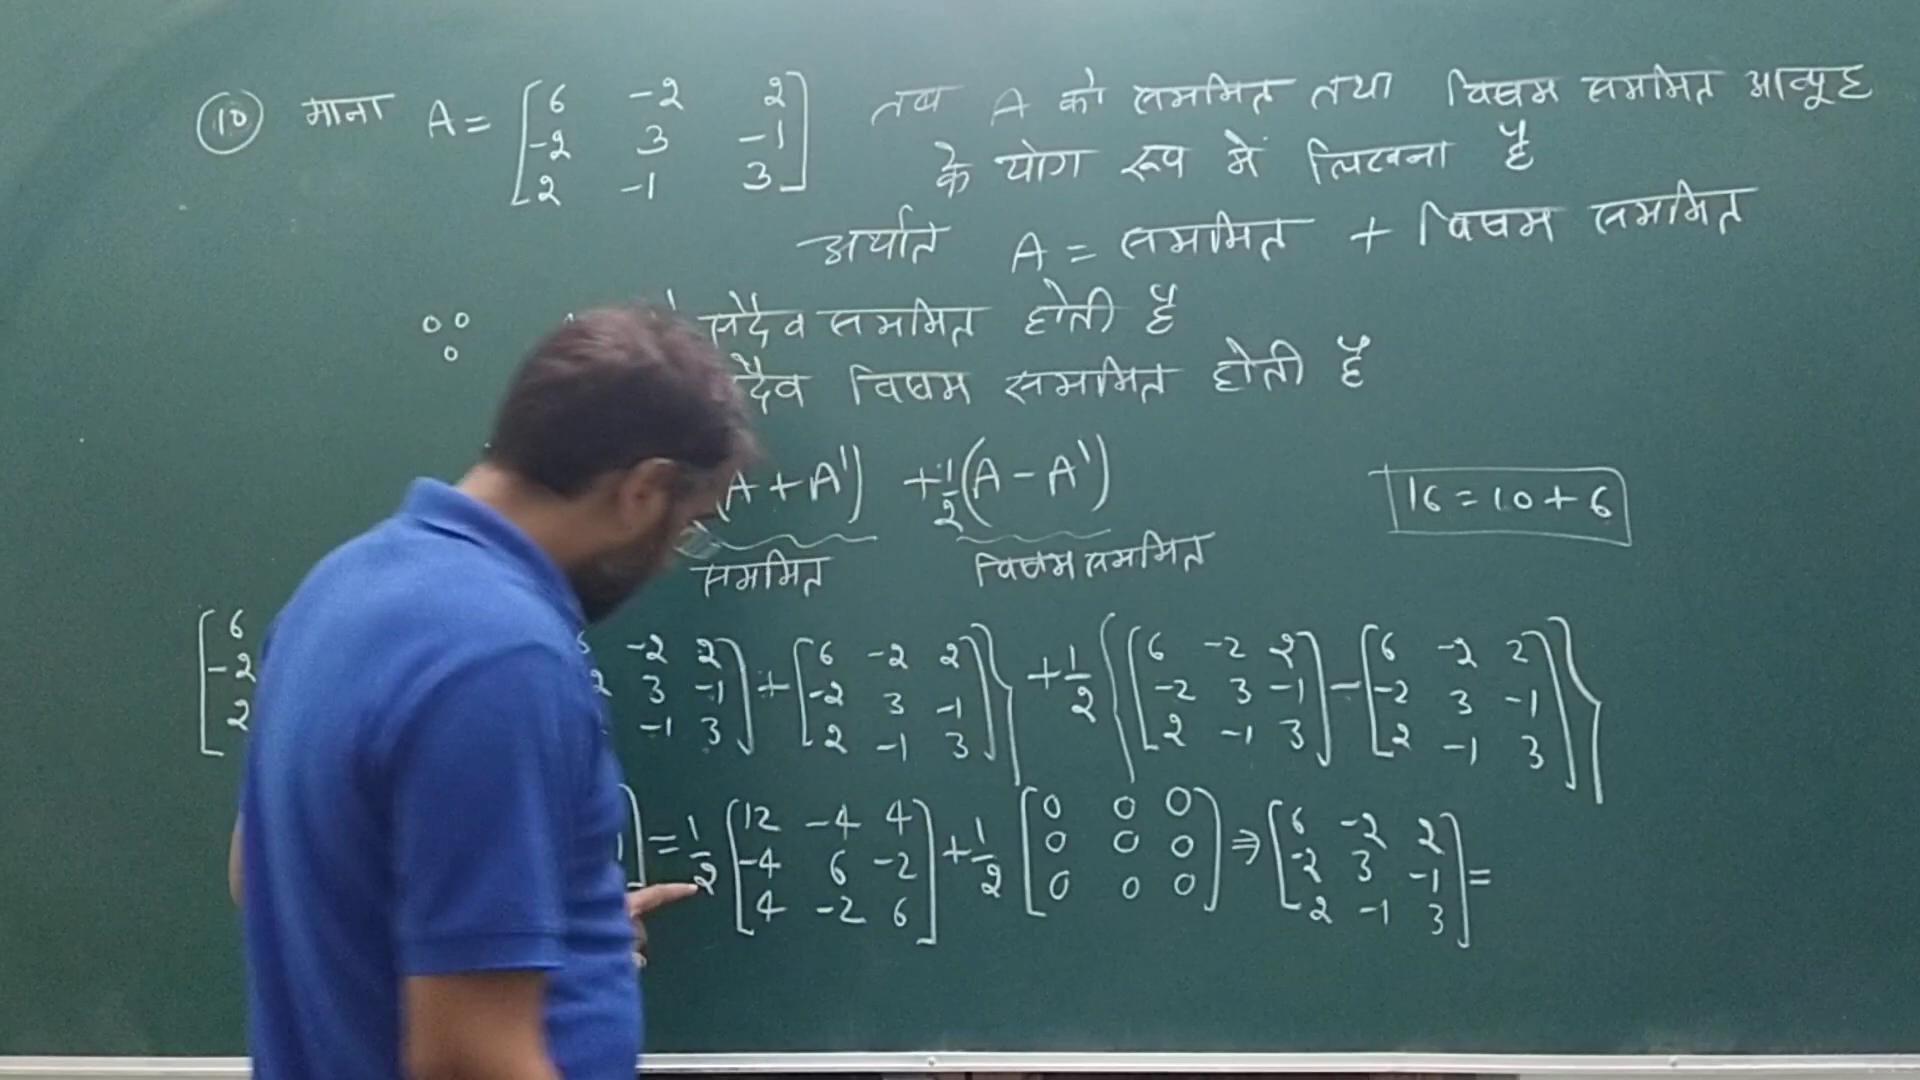 (10) माना A = [6 -2 2 तब A को सममित तथा विषम सममित आव्यूह
-2 3 -1 के योग रूप में लिखना है
2 -1 3]
अर्थात A = सममित + विषम सममित
∵ सदैव सममित होती है
विषम सममित होती है
(A + A') + 1/2 (A - A') 16 = 10 + 6
सममित विषम सममित
[6 -2 2] + [6 -2 2]} + 1/2 {[6 -2 2] - [6 -2 2]}
-2 3 -1 -2 3 -1 -2 3 -1 -2 3 -1
2 -1 3 2 -1 3 2 -1 3 2 -1 3
] = 1/2 [12 -4 4] + 1/2 [0 0 0] ⇒ [6 -2 2] =
-4 6 -2 0 0 0 -2 3 -1
4 -2 6 0 0 0 2 -1 3